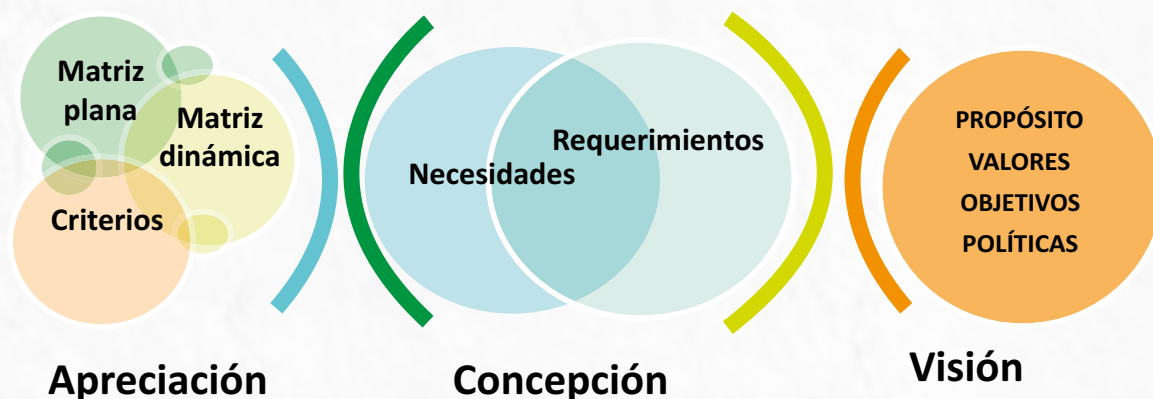 Matriz
plana
Matriz
dinámica
Criterios
Necesidades
Requerimientos
PROPÓSITO
VALORES
OBJETIVOS
POLÍTICAS
Apreciación
Concepción
Visión